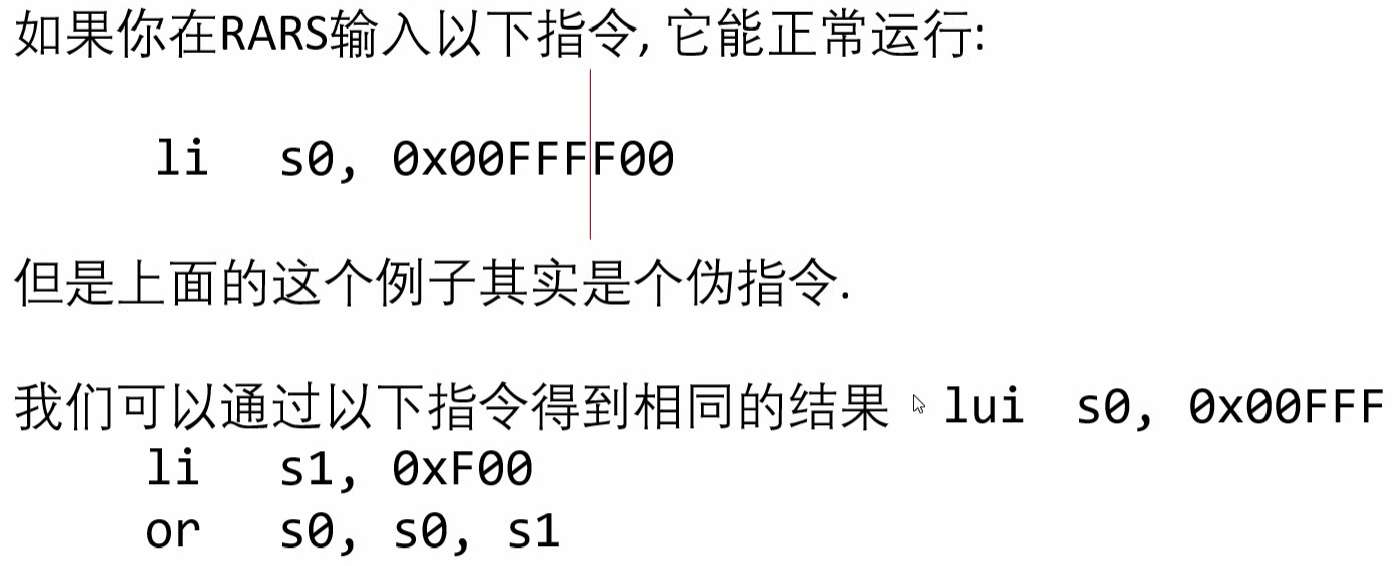 如果你在RARS输入以下指令, 它能正常运行:
li s0, 0x00FFFF00
但是上面的这个例子其实是个伪指令.
我们可以通过以下指令得到相同的结果 lui s0, 0x00FFF
li s1, 0xF00
or s0, s0, s1